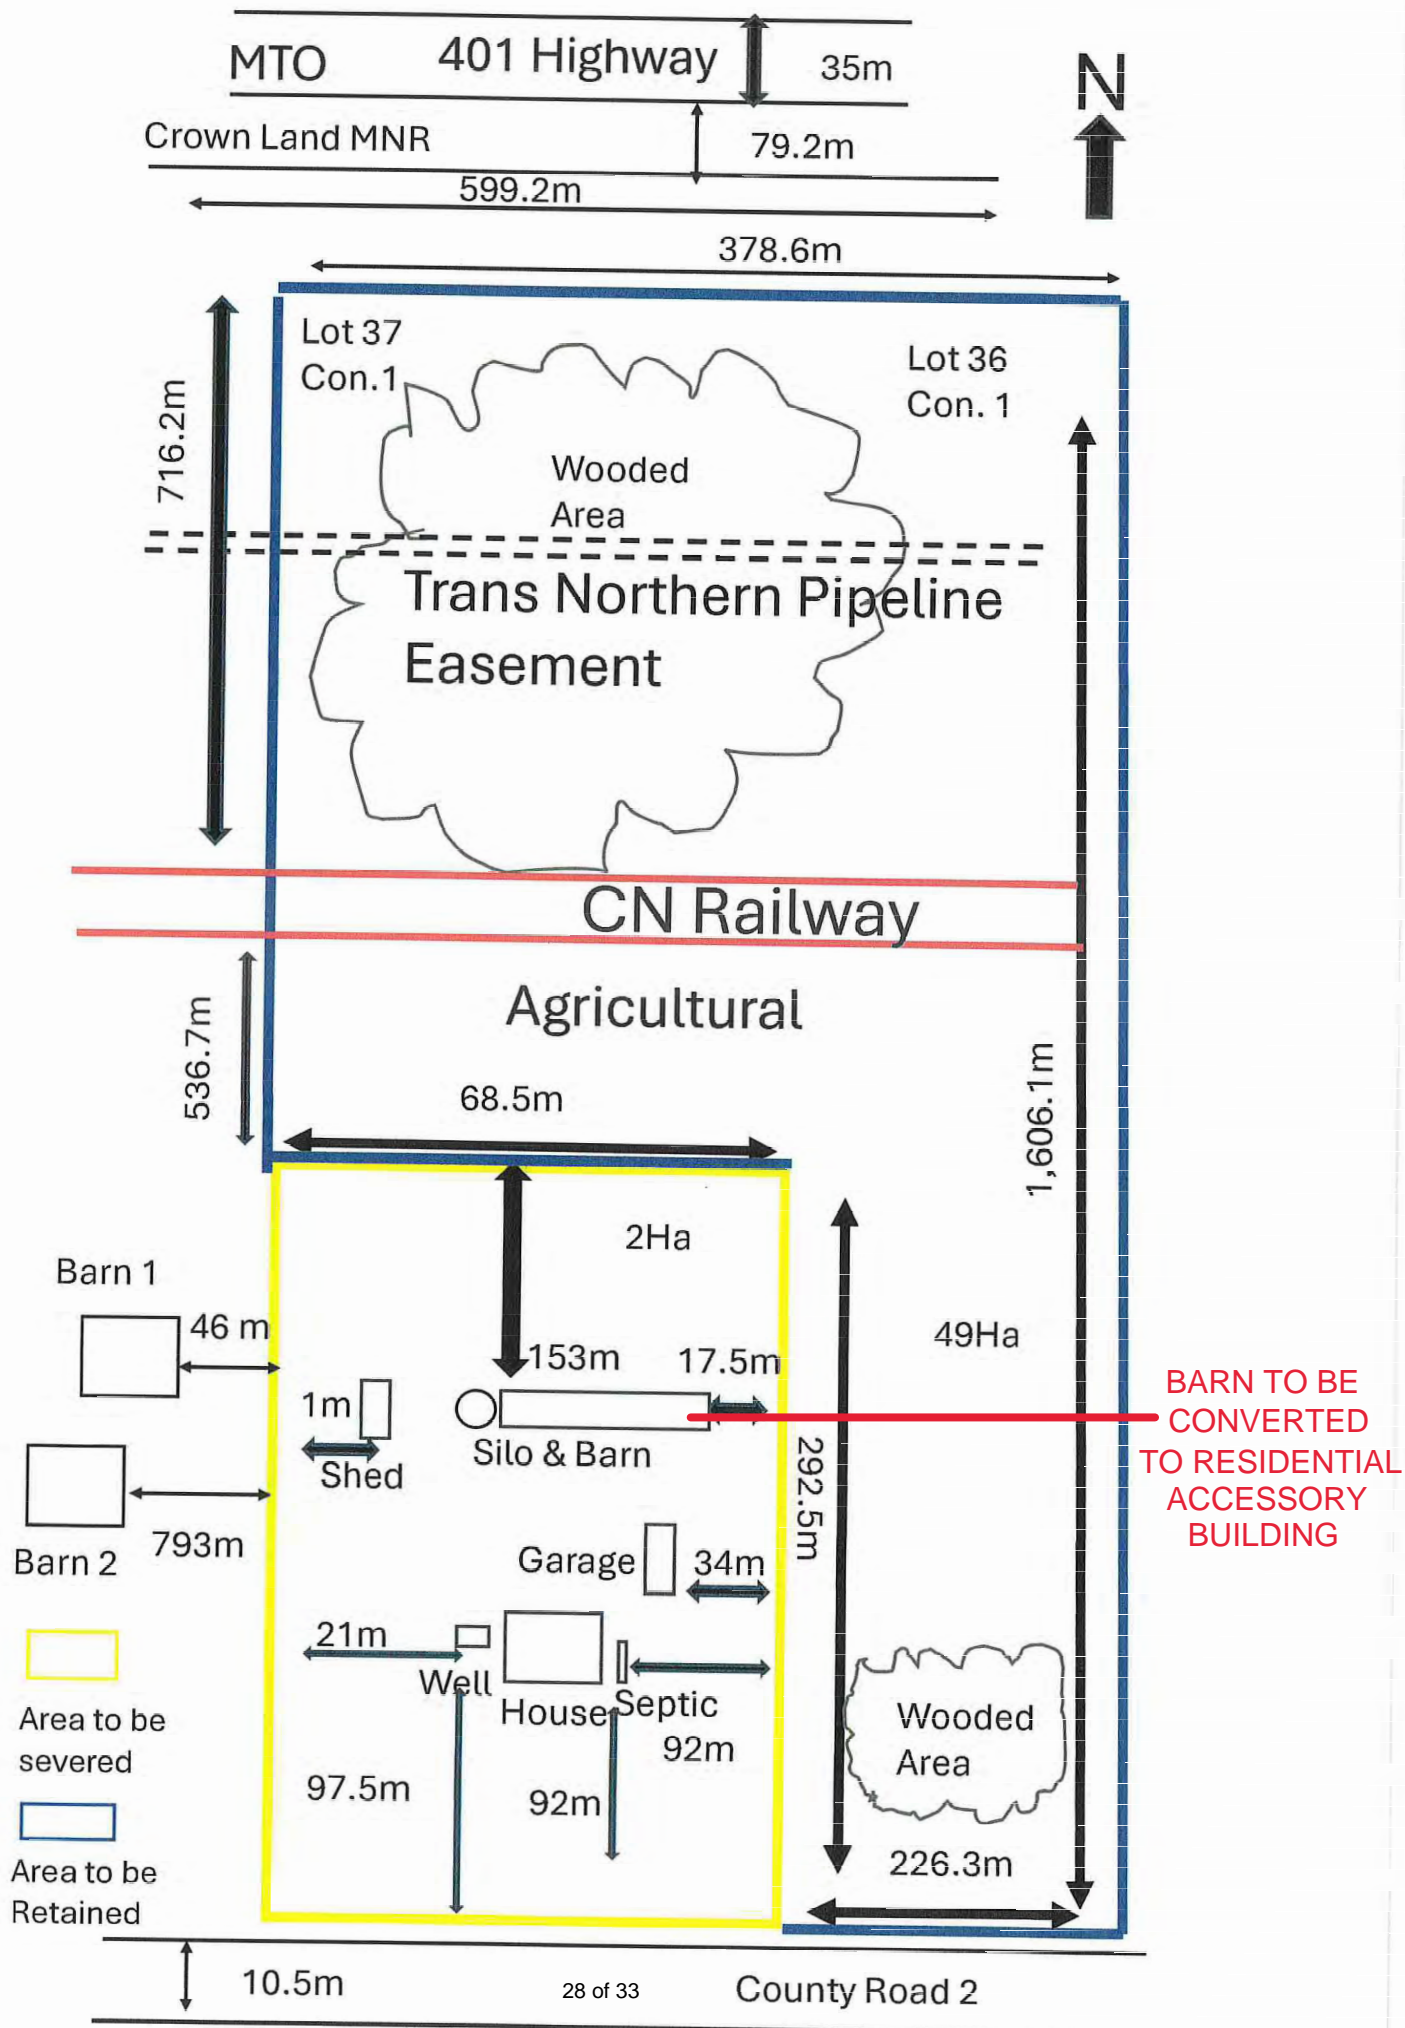 MTO
401 Highway
35m
N
Crown Land MNR
79.2m
599.2m
378.6m
Lot 37
Con.1
Lot 36
Con. 1
716.2m
Wooded
Area
Trans Northern Pipeline
Easement
CN Railway
Agricultural
536.7m
68.5m
1,606.1m
2Ha
Barn 1
46 m
49Ha
153m
17.5m
1m
Shed
Silo & Barn
BARN TO BE
CONVERTED
TO RESIDENTIAL
ACCESSORY
BUILDING
292.5m
Barn 2
793m
Garage
34m
21m
Well
House
Septic
92m
Wooded
Area
Area to be
severed
97.5m
92m
226.3m
Area to be
Retained
10.5m
28 of 33
County Road 2